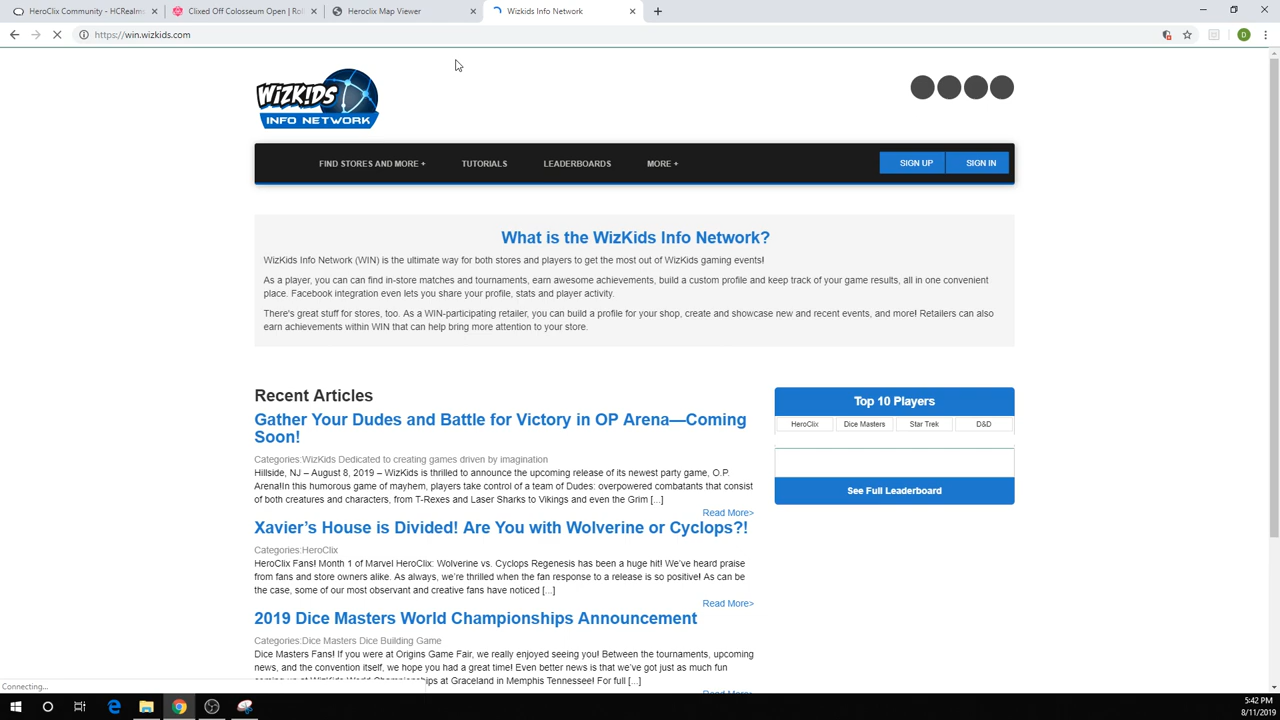 HeroClix Community - HCRealms
Clixed Off Colosseum Open | Roll
Heroclix Map Viewer
Wizkids Info Network
https://win.wizkids.com
D
WIZKIDS
INFO NETWORK
FIND STORES AND MORE +
TUTORIALS
LEADERBOARDS
MORE +
SIGN UP
SIGN IN
What is the WizKids Info Network?
WizKids Info Network (WIN) is the ultimate way for both stores and players to get the most out of WizKids gaming events!
As a player, you can can find in-store matches and tournaments, earn awesome achievements, build a custom profile and keep track of your game results, all in one convenient
place. Facebook integration even lets you share your profile, stats and player activity.
There's great stuff for stores, too. As a WIN-participating retailer, you can build a profile for your shop, create and showcase new and recent events, and more! Retailers can also
earn achievements within WIN that can help bring more attention to your store.
Recent Articles
Gather Your Dudes and Battle for Victory in OP Arena—Coming
Soon!
Categories:WizKids Dedicated to creating games driven by imagination
Hillside, NJ – August 8, 2019 – WizKids is thrilled to announce the upcoming release of its newest party game, O.P.
Arena!In this humorous game of mayhem, players take control of a team of Dudes: overpowered combatants that consist
of both creatures and characters, from T-Rexes and Laser Sharks to Vikings and even the Grim [...]
Read More>
Xavier's House is Divided! Are You with Wolverine or Cyclops?!
Categories:HeroClix
HeroClix Fans! Month 1 of Marvel HeroClix: Wolverine vs. Cyclops Regenesis has been a huge hit! We've heard praise
from fans and store owners alike. As always, we're thrilled when the fan response to a release is so positive! As can be
the case, some of our most observant and creative fans have noticed [...]
Read More>
2019 Dice Masters World Championships Announcement
Categories:Dice Masters Dice Building Game
Dice Masters Fans! If you were at Origins Game Fair, we really enjoyed seeing you! Between the tournaments, upcoming
news, and the convention itself, we hope you had a great time! Even better news is that we've got just as much fun
coming up at WizKids World Championships at Graceland in Memphis Tennessee! For full [...]
Read More>
Top 10 Players
HeroClix
Dice Masters
Star Trek
D&D
See Full Leaderboard
Connecting...
5:42 PM
8/11/2019